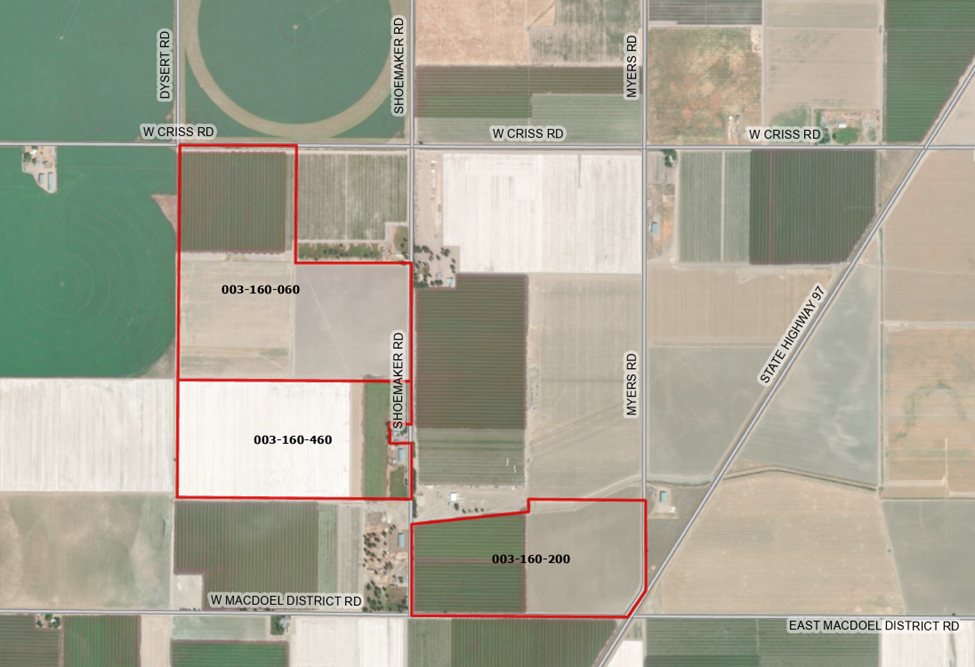 DYSERT RD
SHOEMAKER RD
MYERS RD
W CRISS RD
W CRISS RD
W CRISS RD
003-160-060
STATE HIGHWAY 97
SHOEMAKER RD
MYERS RD
003-160-460
003-160-200
W MACDOEL DISTRICT RD
EAST MACDOEL DISTRICT RD